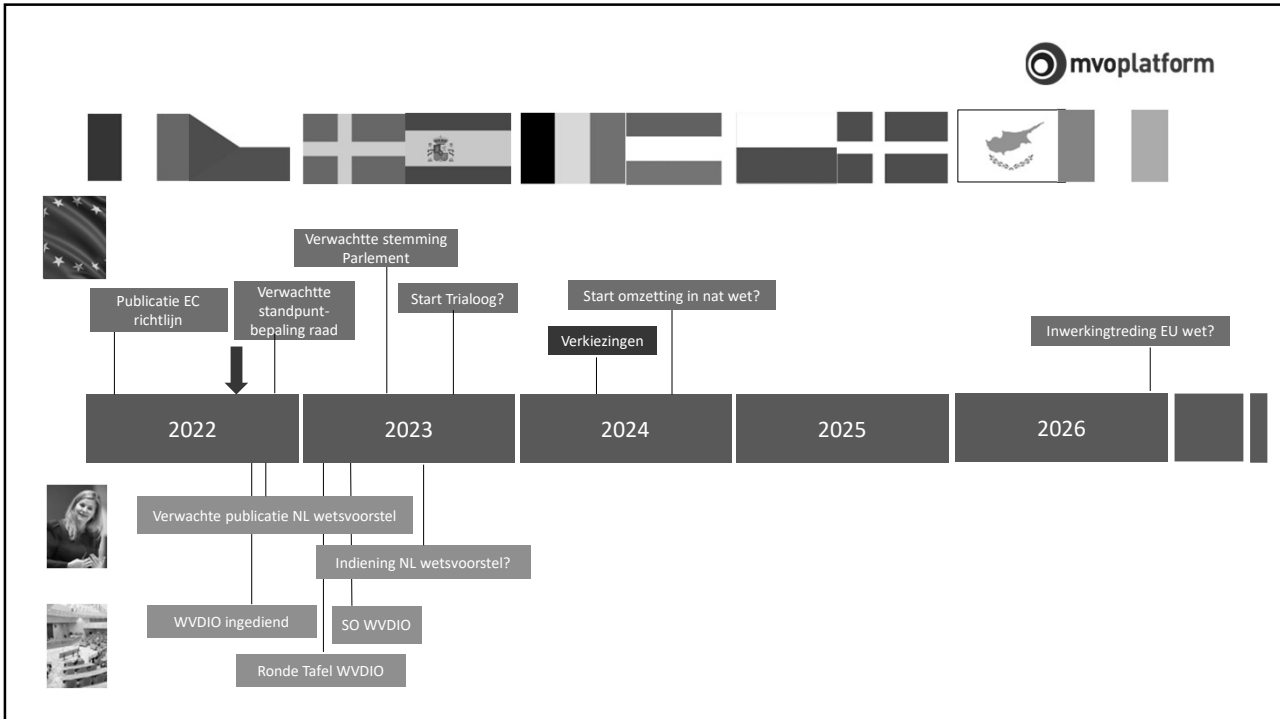 mvoplatform
Verwachtte stemming
Parlement
Publicatie EC
richtlijn
Verwachtte
standpunt-
bepaling raad
Start Trialoog?
Start omzetting in nat wet?
Verkiezingen
Inwerkingtreding EU wet?
2022
2023
2024
2025
2026
Verwachte publicatie NL wetsvoorstel
Indiening NL wetsvoorstel?
WVDIO ingediend
SO WVDIO
Ronde Tafel WVDIO